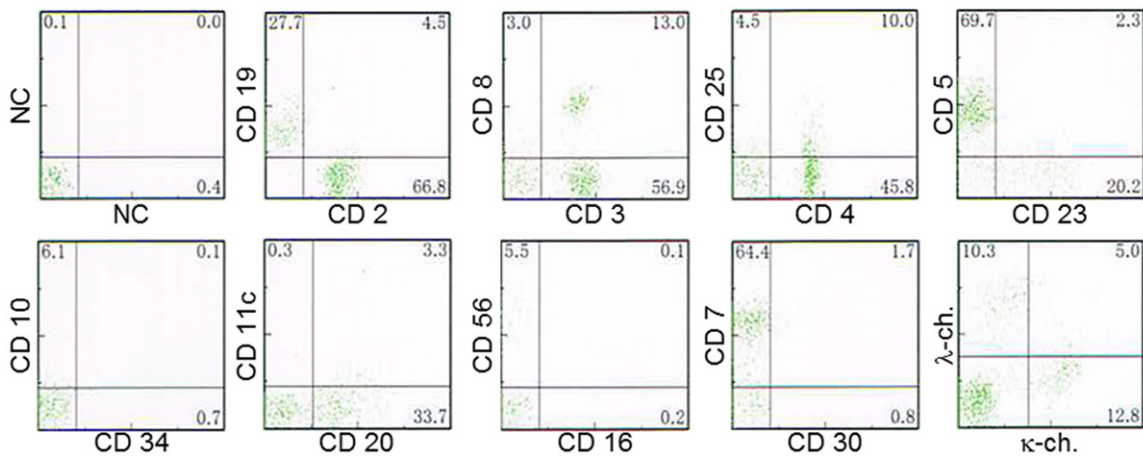 0.1 0.0
NC
0.4
NC
27.7 4.5
CD 19
66.8
CD 2
3.0 13.0
CD 8
56.9
CD 3
4.5 10.0
CD 25
45.8
CD 4
69.7 2.3
CD 5
20.2
CD 23
6.1 0.1
CD 10
0.7
CD 34
0.3 3.3
CD 11c
33.7
CD 20
5.5 0.1
CD 56
0.2
CD 16
64.4 1.7
CD 7
0.8
CD 30
10.3 5.0
λ-ch.
12.8
κ-ch.